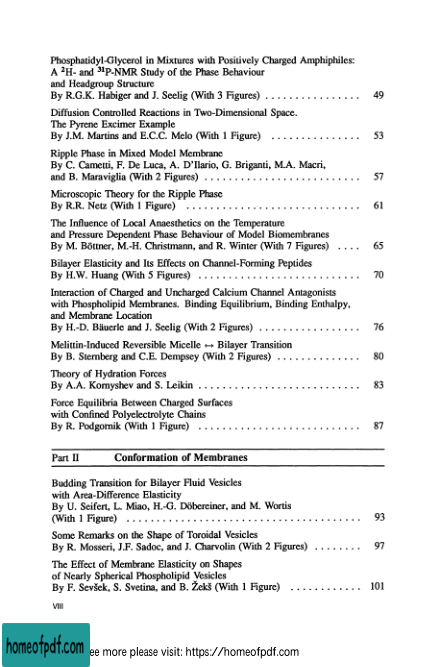 Phosphatidyl-Glycerol in Mixtures with Positively Charged Amphiphiles:
A ²H- and ³¹P-NMR Study of the Phase Behaviour
and Headgroup Structure
By R.G.K. Habiger and J. Seelig (With 3 Figures) . . . . . . . . . . . . . . . . 49
Diffusion Controlled Reactions in Two-Dimensional Space.
The Pyrene Excimer Example
By J.M. Martins and E.C.C. Melo (With 1 Figure) . . . . . . . . . . . . . . . 53
Ripple Phase in Mixed Model Membrane
By C. Cametti, F. De Luca, A. D'Ilario, G. Briganti, M.A. Macri,
and B. Maraviglia (With 2 Figures) . . . . . . . . . . . . . . . . . . . . . . . . . . 57
Microscopic Theory for the Ripple Phase
By R.R. Netz (With 1 Figure) . . . . . . . . . . . . . . . . . . . . . . . . . . . . . 61
The Influence of Local Anaesthetics on the Temperature
and Pressure Dependent Phase Behaviour of Model Biomembranes
By M. Böttner, M.-H. Christmann, and R. Winter (With 7 Figures) . . . . 65
Bilayer Elasticity and Its Effects on Channel-Forming Peptides
By H.W. Huang (With 5 Figures) . . . . . . . . . . . . . . . . . . . . . . . . . . . 70
Interaction of Charged and Uncharged Calcium Channel Antagonists
with Phospholipid Membranes. Binding Equilibrium, Binding Enthalpy,
and Membrane Location
By H.-D. Bäuerle and J. Seelig (With 2 Figures) . . . . . . . . . . . . . . . . . 76
Melittin-Induced Reversible Micelle ↔ Bilayer Transition
By B. Sternberg and C.E. Dempsey (With 2 Figures) . . . . . . . . . . . . . . 80
Theory of Hydration Forces
By A.A. Kornyshev and S. Leikin . . . . . . . . . . . . . . . . . . . . . . . . . . . 83
Force Equilibria Between Charged Surfaces
with Confined Polyelectrolyte Chains
By R. Podgornik (With 1 Figure) . . . . . . . . . . . . . . . . . . . . . . . . . . . 87
Part II Conformation of Membranes
Budding Transition for Bilayer Fluid Vesicles
with Area-Difference Elasticity
By U. Seifert, L. Miao, H.-G. Döbereiner, and M. Wortis
(With 1 Figure) . . . . . . . . . . . . . . . . . . . . . . . . . . . . . . . . . . . . . . . 93
Some Remarks on the Shape of Toroidal Vesicles
By R. Mosseri, J.F. Sadoc, and J. Charvolin (With 2 Figures) . . . . . . . . 97
The Effect of Membrane Elasticity on Shapes
of Nearly Spherical Phospholipid Vesicles
By F. Sevšek, S. Svetina, and B. Žekš (With 1 Figure) . . . . . . . . . . . . 101
VIII
homeofpdf.com
ee more please visit: https://homeofpdf.com